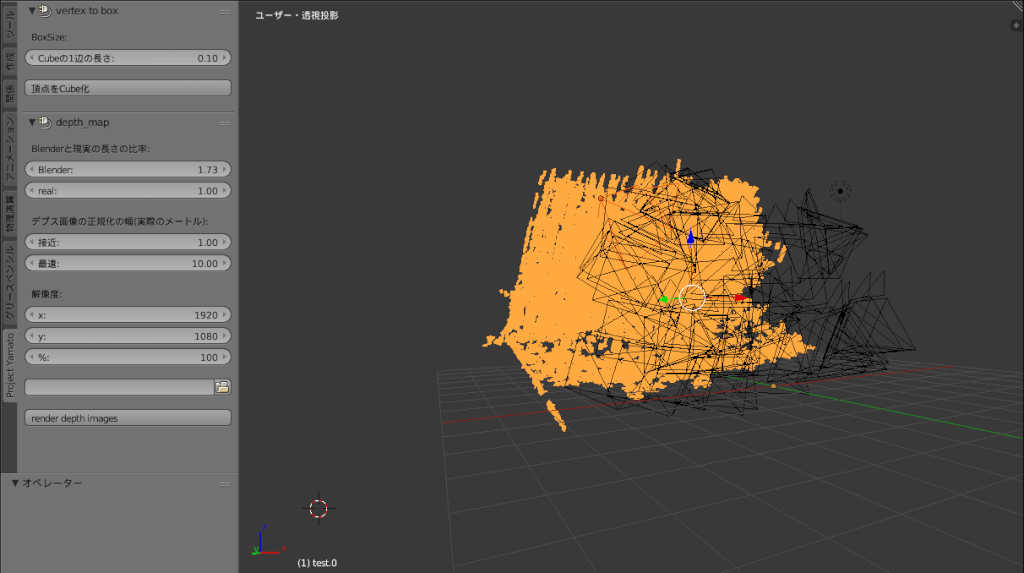 ツール
作成
関係
アニメーション
物理演算
グリースペンシル
Project Yamato
vertex to box
BoxSize:
Cubeの1辺の長さ: 0.10
頂点をCube化
depth_map
Blenderと現実の長さの比率:
Blender: 1.73
real: 1.00
デプス画像の正規化の幅(実際のメートル):
接近: 1.00
最遠: 10.00
解像度:
x: 1920
y: 1080
%: 100
render depth images
オペレーター
ユーザー・透視投影
(1) test.0